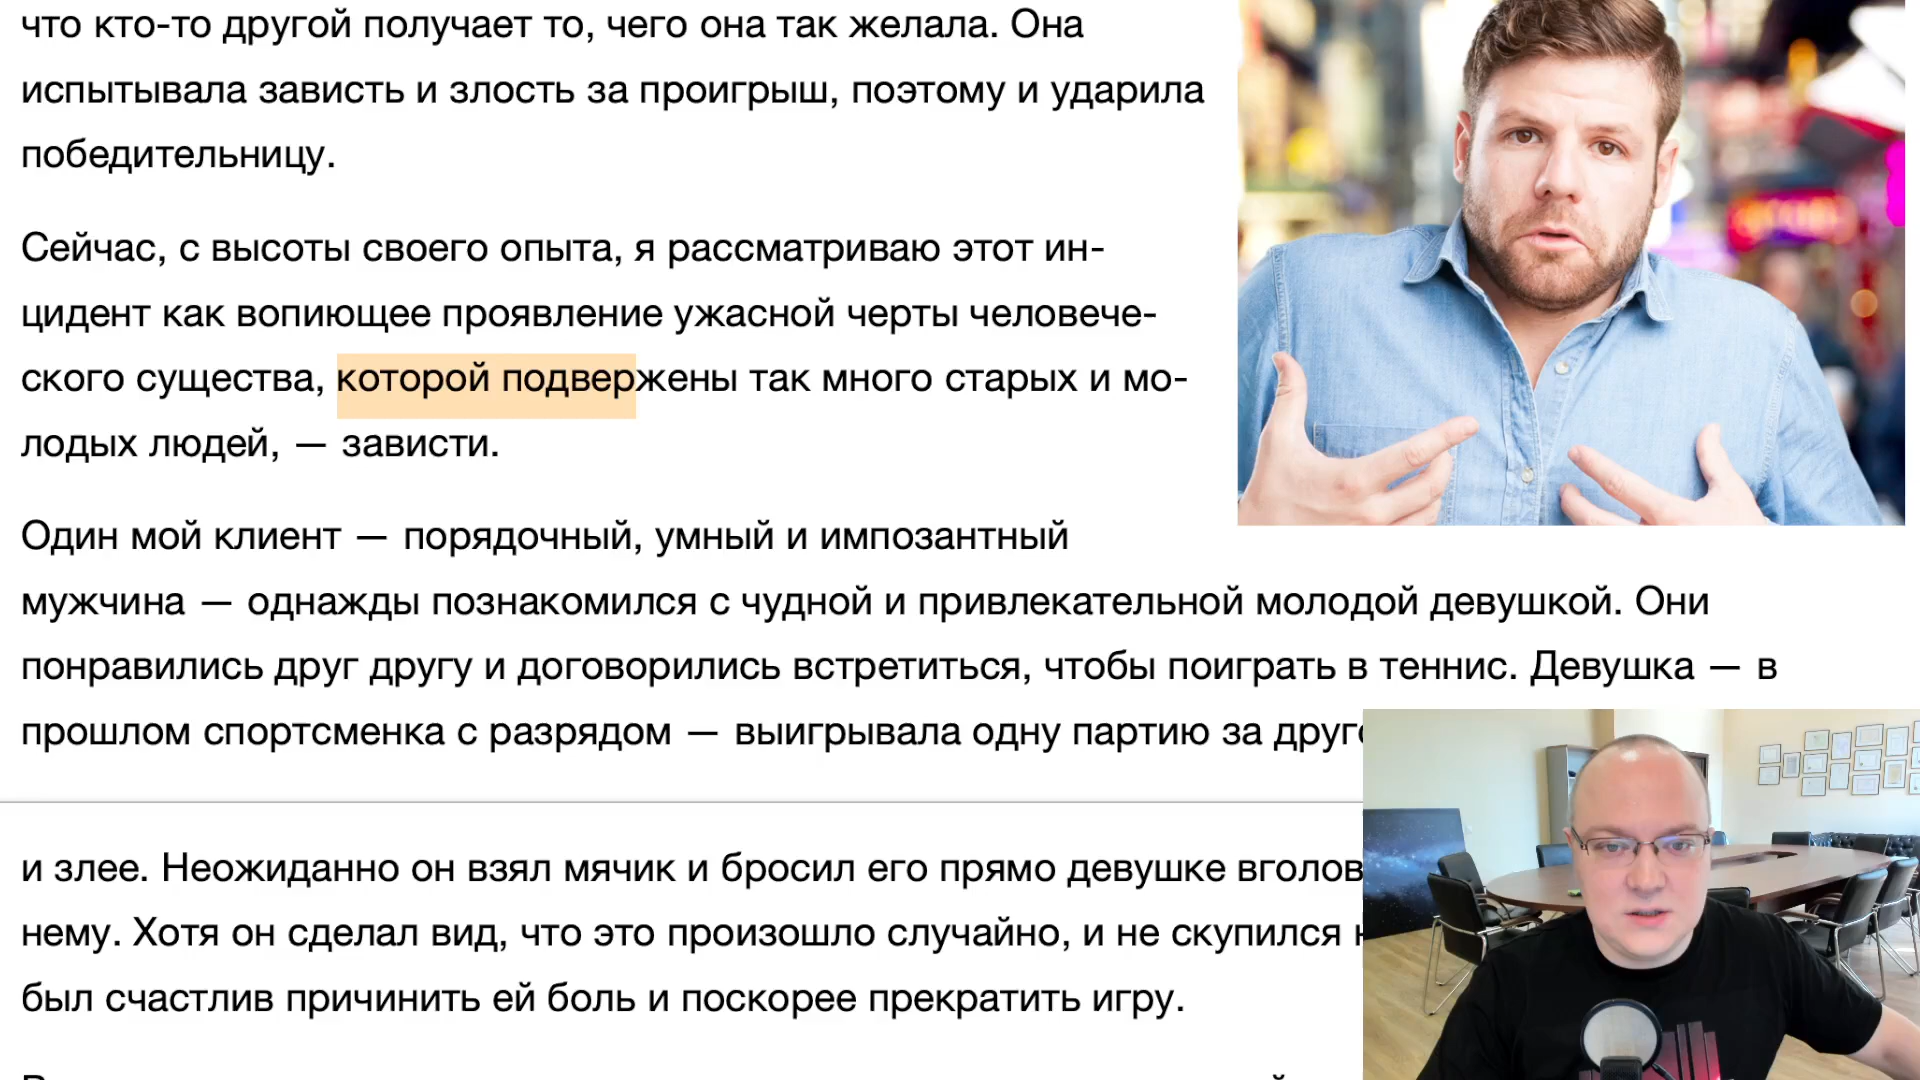 что кто-то другой получает то, чего она так желала. Она
испытывала зависть и злость за проигрыш, поэтому и ударила
победительницу.
Сейчас, с высоты своего опыта, я рассматриваю этот ин-
цидент как вопиющее проявление ужасной черты человече-
ского существа, которой подвержены так много старых и мо-
лодых людей, — зависти.
Один мой клиент — порядочный, умный и импозантный
мужчина — однажды познакомился с чудной и привлекательной молодой девушкой. Они
понравились друг другу и договорились встретиться, чтобы поиграть в теннис. Девушка — в
прошлом спортсменка с разрядом — выигрывала одну партию за друго
и злее. Неожиданно он взял мячик и бросил его прямо девушке вголов
нему. Хотя он сделал вид, что это произошло случайно, и не скупился
был счастлив причинить ей боль и поскорее прекратить игру.